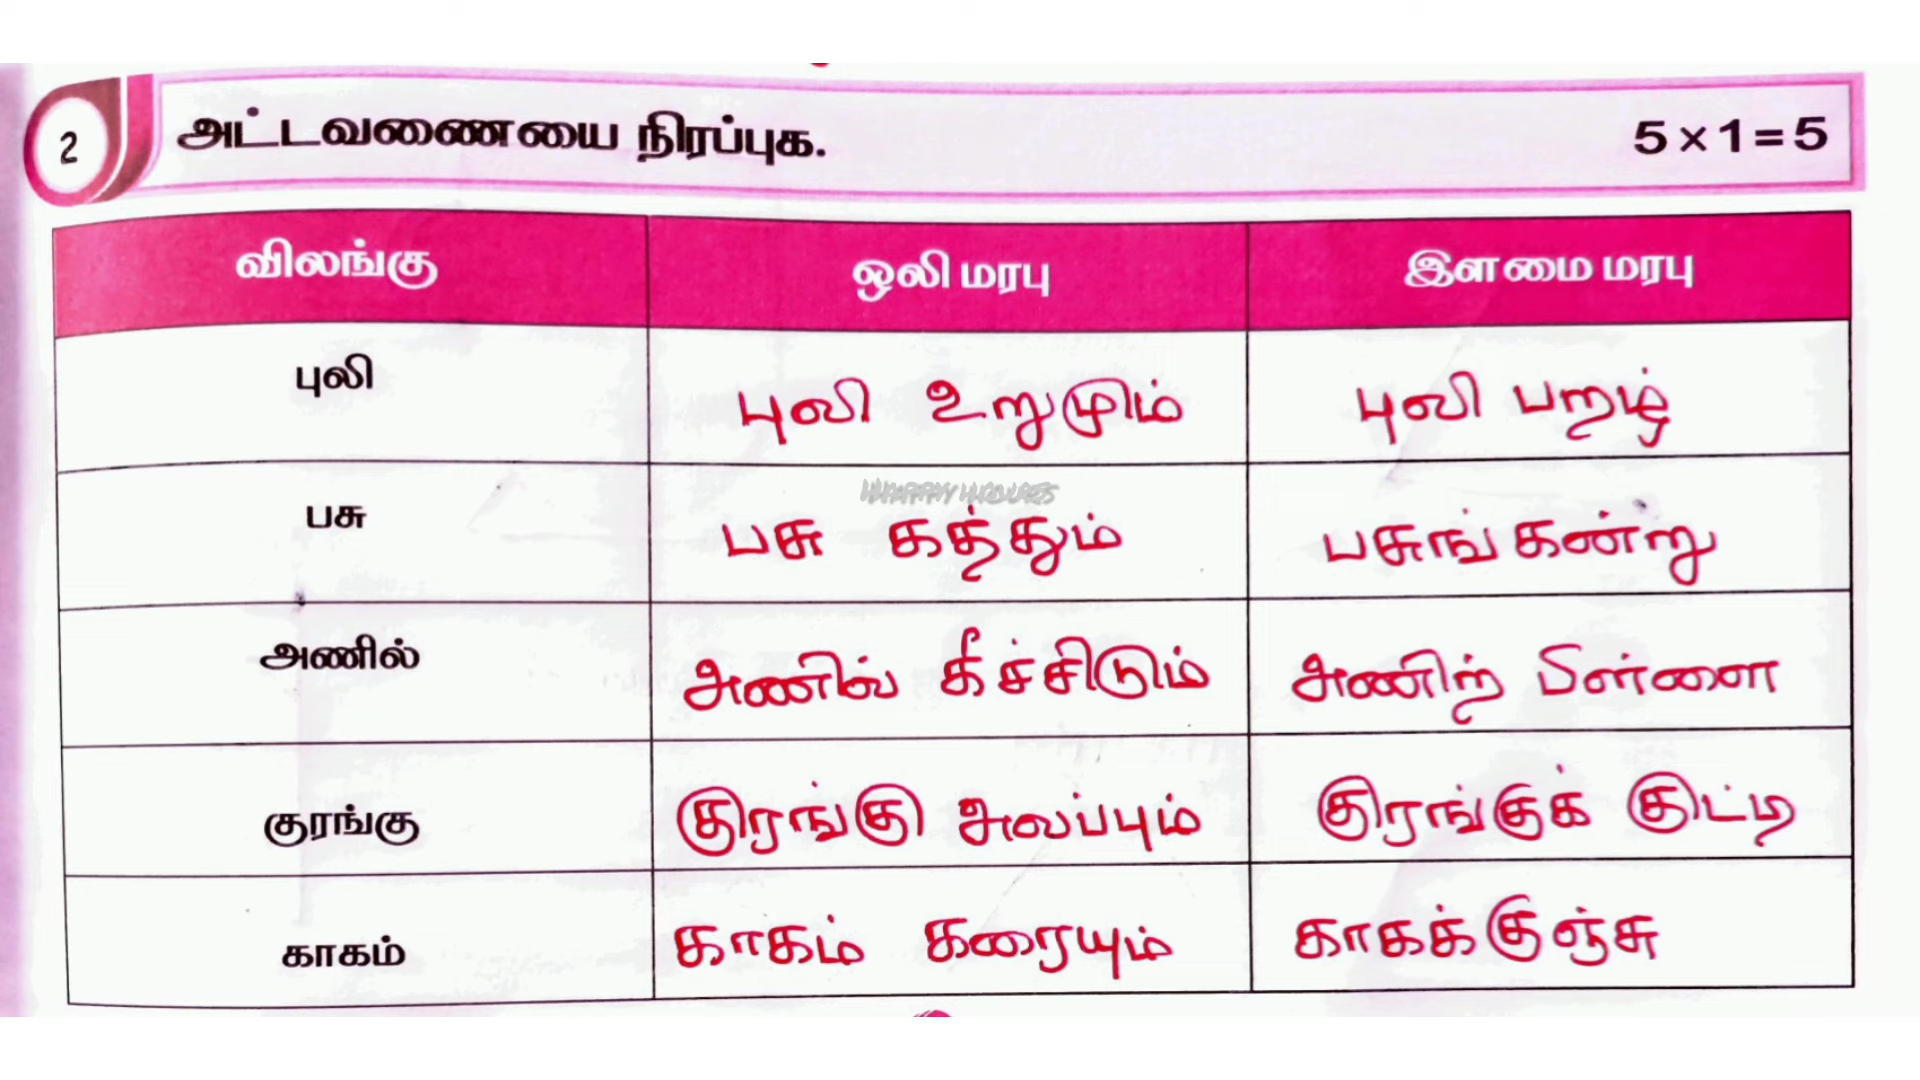 2 அட்டவணையை நிரப்புக. 5×1=5
விலங்கு ஒலி மரபு இளமை மரபு
புலி புலி உறுமும் புலி பறழ்
பசு பசு கத்தும் பசுங்கன்று
அணில் அணில் கீச்சிடும் அணிற் பிள்ளை
குரங்கு குரங்கு அலப்பும் குரங்குக் குட்டி
காகம் காகம் கரையும் காகக்குஞ்சு